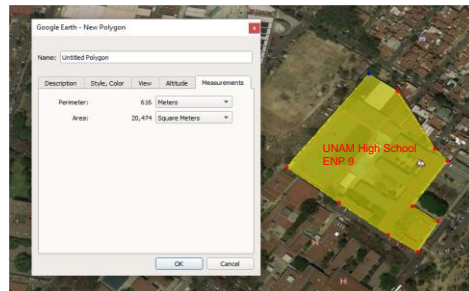 Google Earth - New Polygon
Name: Untitled Polygon
Description Style, Color View Altitude Measurements
Perimeter: 616 Meters
Area: 20,474 Square Meters
OK Cancel
UNAM High School
ENP 9
H
H